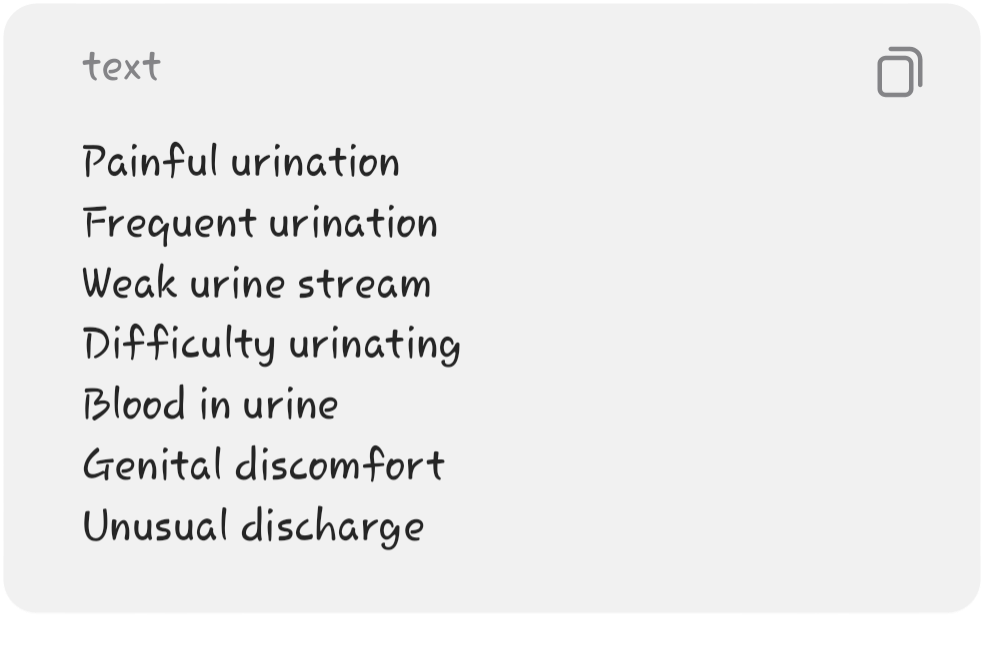 text
Painful urination
Frequent urination
Weak urine stream
Difficulty urinating
Blood in urine
Genital discomfort
Unusual discharge